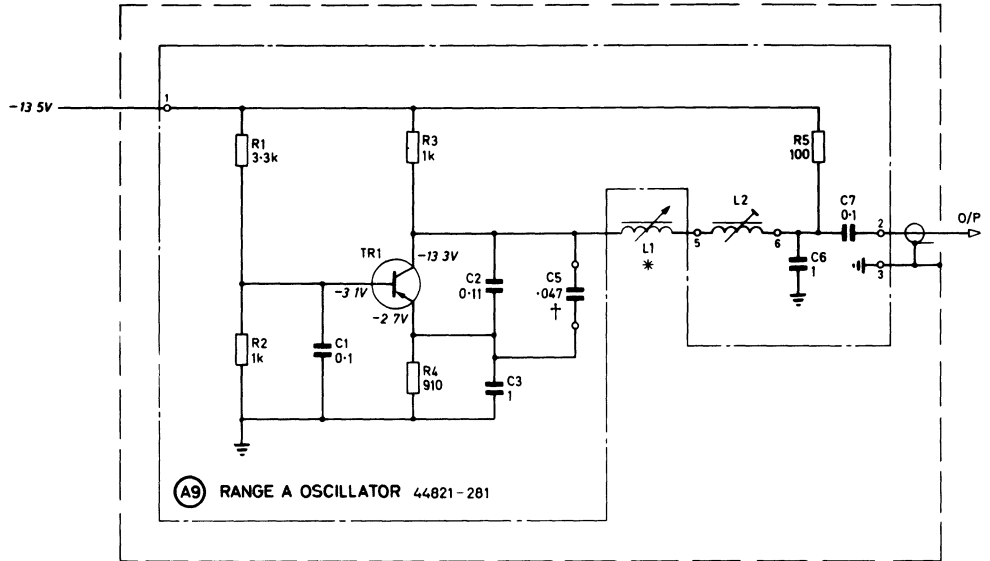 -13 5V
1
R1
3·3k
R3
1k
R5
100
L1
*
5
L2
6
C7
0·1
2
O/P
3
C6
1
TR1
-13 3V
-3 1V
-2 7V
C2
0·11
C5
·047
†
R2
1k
C1
0·1
R4
910
C3
1
A9 RANGE A OSCILLATOR 44821-281